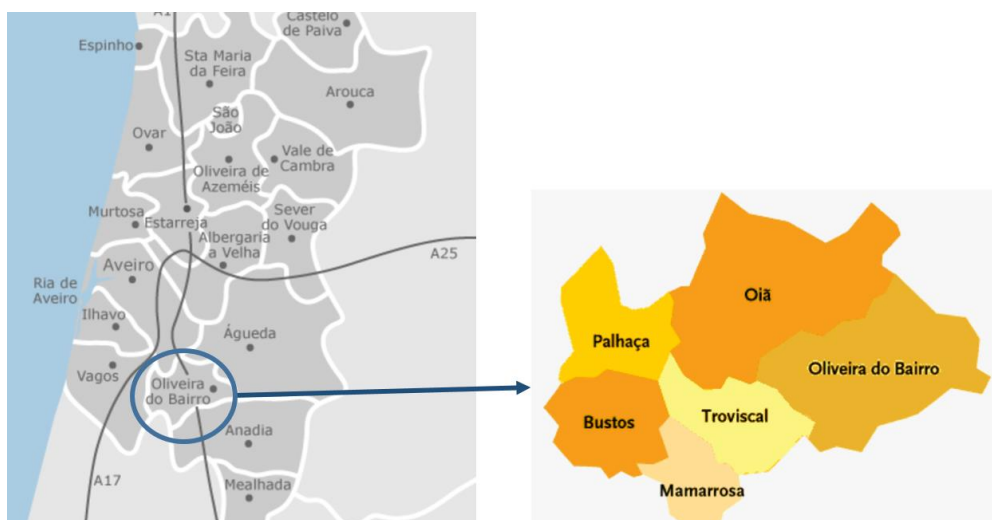 A1
Castelo
de Paiva
Espinho
Sta Maria
da Feira
Arouca
São
João
Ovar
Vale de
Cambra
Oliveira de
Azeméis
Murtosa
Estarreja
Sever
do Vouga
Albergaria
a Velha
A25
Aveiro
Ria de
Aveiro
Ilhavo
Águeda
Vagos
Oliveira
do Bairro
Anadia
A17
Mealhada
Oiã
Palhaça
Oliveira do Bairro
Bustos
Troviscal
Mamarrosa